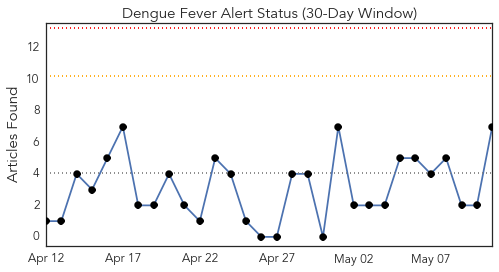 Dengue Fever Alert Status (30-Day Window)
Articles Found
12
10
8
6
4
2
0
Apr 12
Apr 17
Apr 22
Apr 27
May 02
May 07